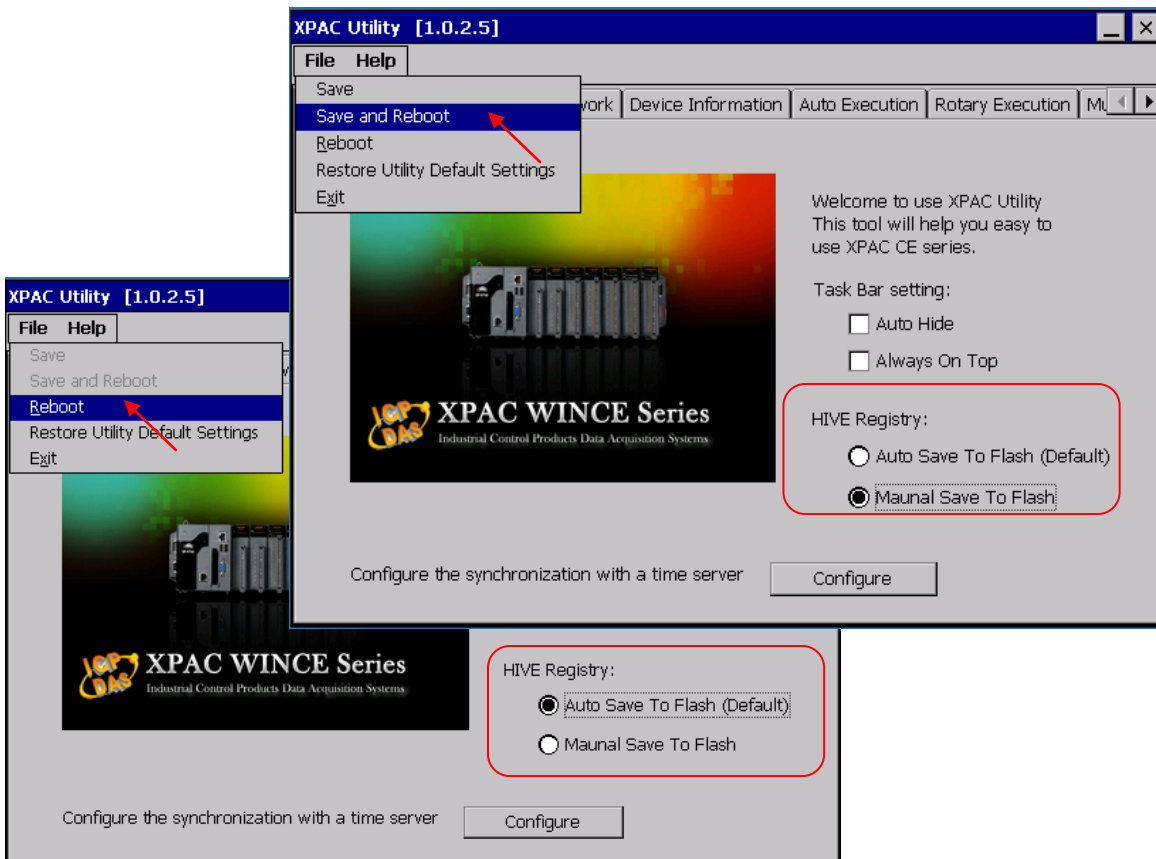 XPAC Utility [1.0.2.5]
File Help
Save
Save and Reboot
Reboot
Restore Utility Default Settings
Exit
Device Information
Auto Execution
Rotary Execution
Welcome to use XPAC Utility
This tool will help you easy to
use XPAC CE series.
Task Bar setting:
Auto Hide
Always On Top
HIVE Registry:
Auto Save To Flash (Default)
Maunal Save To Flash
ICP
DAS
XPAC WINCE Series
Industrial Control Products Data Acquisition Systems
Configure the synchronization with a time server
Configure
XPAC Utility [1.0.2.5]
File Help
Save
Save and Reboot
Reboot
Restore Utility Default Settings
Exit
ICP
DAS
XPAC WINCE Series
Industrial Control Products Data Acquisition Systems
HIVE Registry:
Auto Save To Flash (Default)
Maunal Save To Flash
Configure the synchronization with a time server
Configure